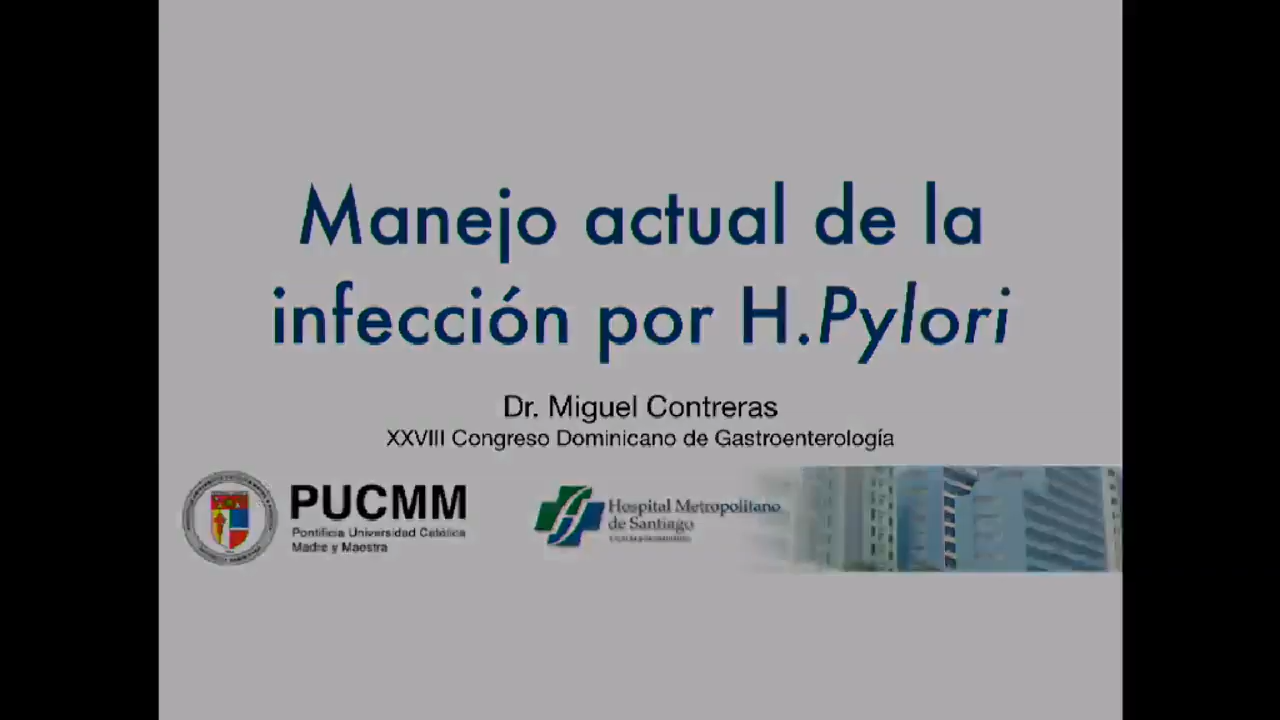 Manejo actual de la
infección por H.Pylori
Dr. Miguel Contreras
XXVIII Congreso Dominicano de Gastroenterología
PUCMM
Pontificia Universidad Católica
Madre y Maestra
Hospital Metropolitano
de Santiago